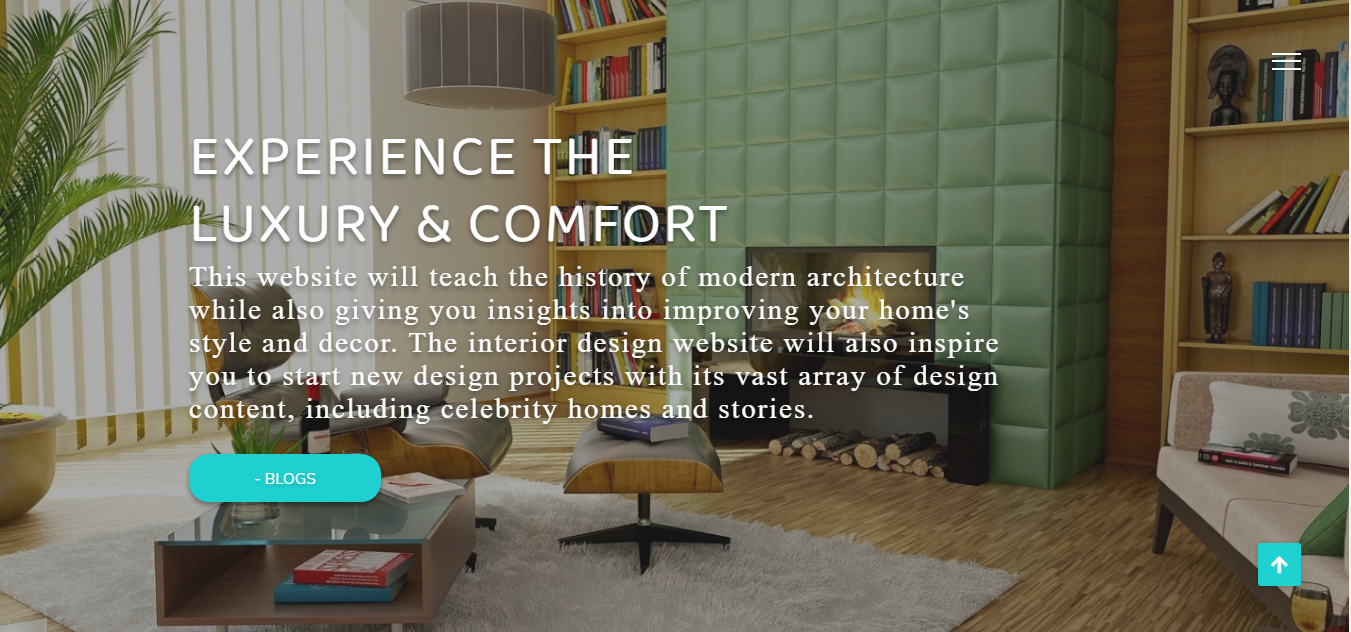 EXPERIENCE THE
LUXURY & COMFORT
This website will teach the history of modern architecture
while also giving you insights into improving your home's
style and decor. The interior design website will also inspire
you to start new design projects with its vast array of design
content, including celebrity homes and stories.
- BLOGS